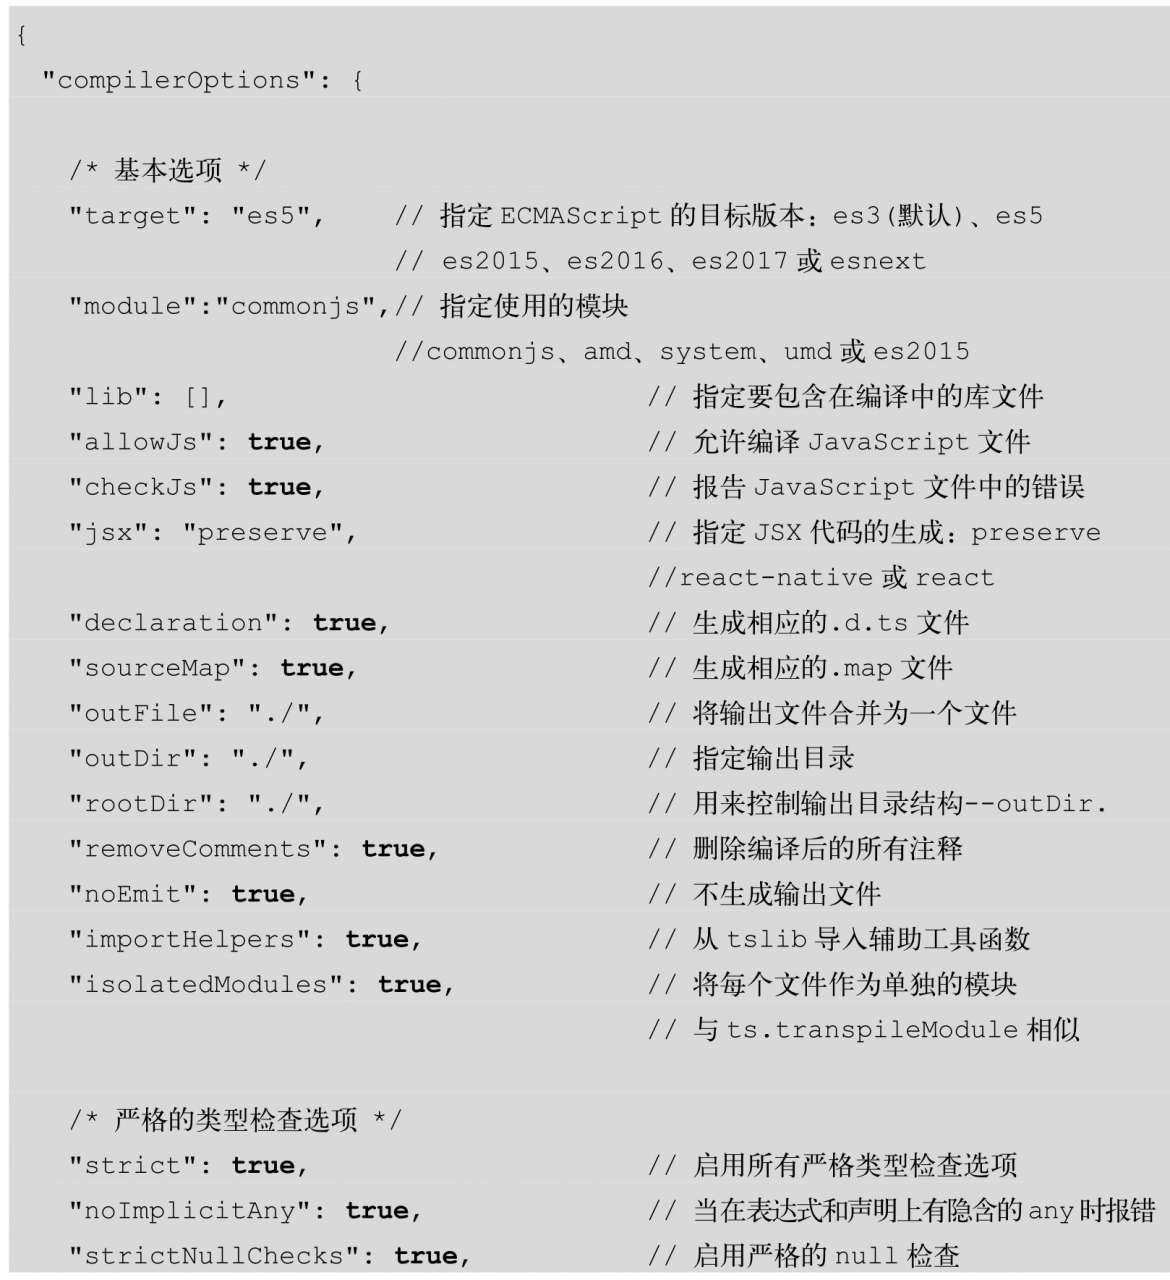 {
"compilerOptions": {
/* 基本选项 */
"target": "es5", // 指定 ECMAScript 的目标版本：es3(默认)、es5
// es2015、es2016、es2017 或 esnext
"module":"commonjs",// 指定使用的模块
//commonjs、amd、system、umd 或 es2015
"lib": [], // 指定要包含在编译中的库文件
"allowJs": true, // 允许编译 JavaScript 文件
"checkJs": true, // 报告 JavaScript 文件中的错误
"jsx": "preserve", // 指定 JSX 代码的生成：preserve
//react-native 或 react
"declaration": true, // 生成相应的.d.ts 文件
"sourceMap": true, // 生成相应的.map 文件
"outFile": "./", // 将输出文件合并为一个文件
"outDir": "./", // 指定输出目录
"rootDir": "./", // 用来控制输出目录结构--outDir.
"removeComments": true, // 删除编译后的所有注释
"noEmit": true, // 不生成输出文件
"importHelpers": true, // 从 tslib 导入辅助工具函数
"isolatedModules": true, // 将每个文件作为单独的模块
// 与 ts.transpileModule 相似
/* 严格的类型检查选项 */
"strict": true, // 启用所有严格类型检查选项
"noImplicitAny": true, // 当在表达式和声明上有隐含的 any 时报错
"strictNullChecks": true, // 启用严格的 null 检查